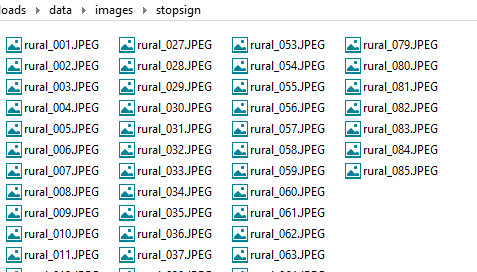 loads > data > images > stopsign
rural_001.JPEG rural_027.JPEG rural_053.JPEG rural_079.JPEG
rural_002.JPEG rural_028.JPEG rural_054.JPEG rural_080.JPEG
rural_003.JPEG rural_029.JPEG rural_055.JPEG rural_081.JPEG
rural_004.JPEG rural_030.JPEG rural_056.JPEG rural_082.JPEG
rural_005.JPEG rural_031.JPEG rural_057.JPEG rural_083.JPEG
rural_006.JPEG rural_032.JPEG rural_058.JPEG rural_084.JPEG
rural_007.JPEG rural_033.JPEG rural_059.JPEG rural_085.JPEG
rural_008.JPEG rural_034.JPEG rural_060.JPEG
rural_009.JPEG rural_035.JPEG rural_061.JPEG
rural_010.JPEG rural_036.JPEG rural_062.JPEG
rural_011.JPEG rural_037.JPEG rural_063.JPEG